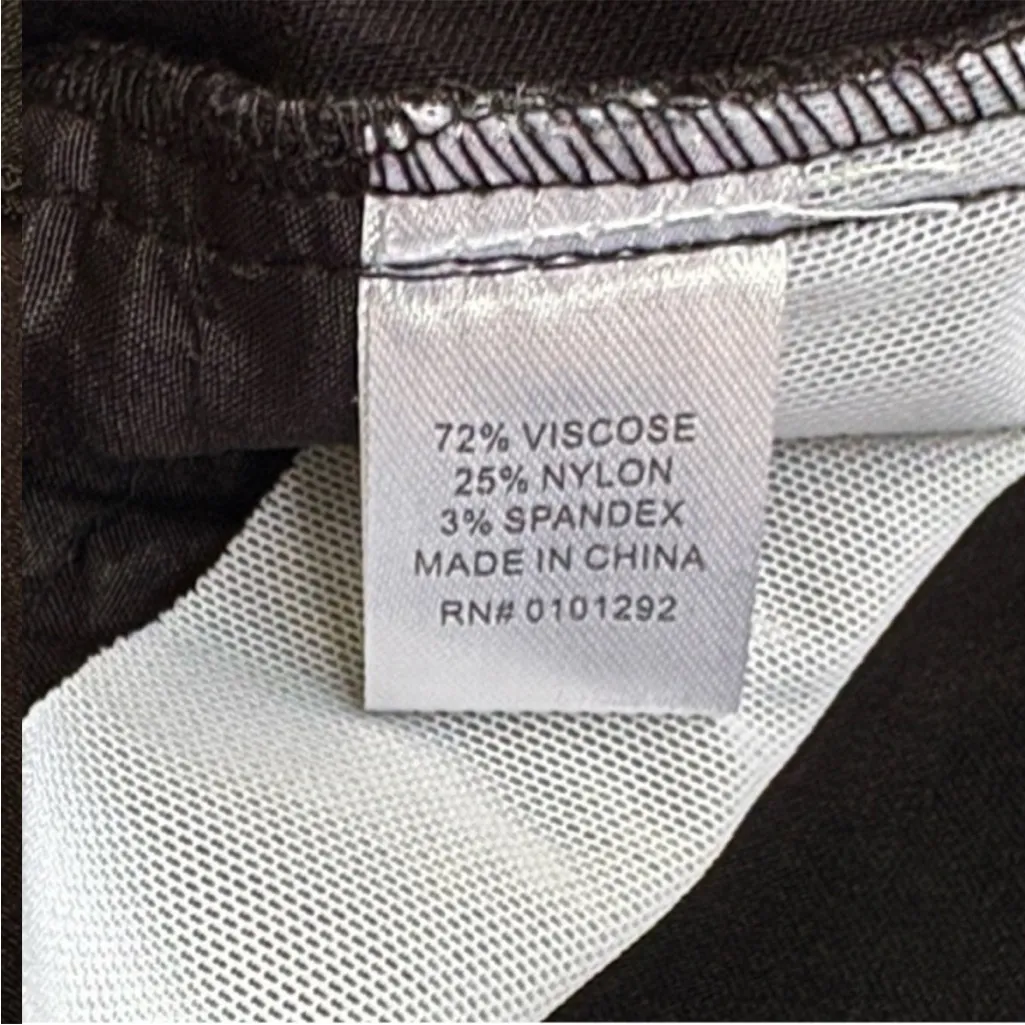 72% VISCOSE
25% NYLON
3% SPANDEX
MADE IN CHINA
RN# 0101292